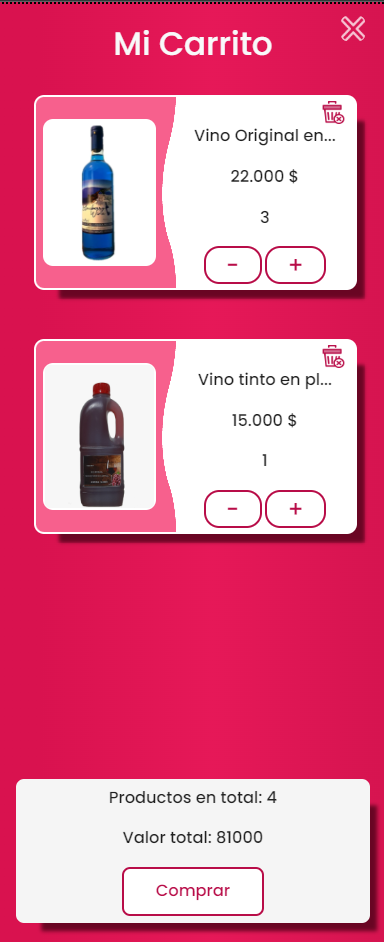 Mi Carrito
Vino Original en...
22.000 $
3
-
+
Vino tinto en pl...
15.000 $
1
-
+
Productos en total: 4
Valor total: 81000
Comprar